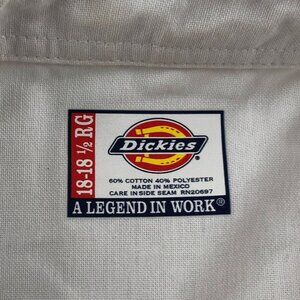 18-18 ½ RG
Dickies®
60% COTTON 40% POLYESTER
MADE IN MEXICO
CARE IN SIDE SEAM RN20697
A LEGEND IN WORK®